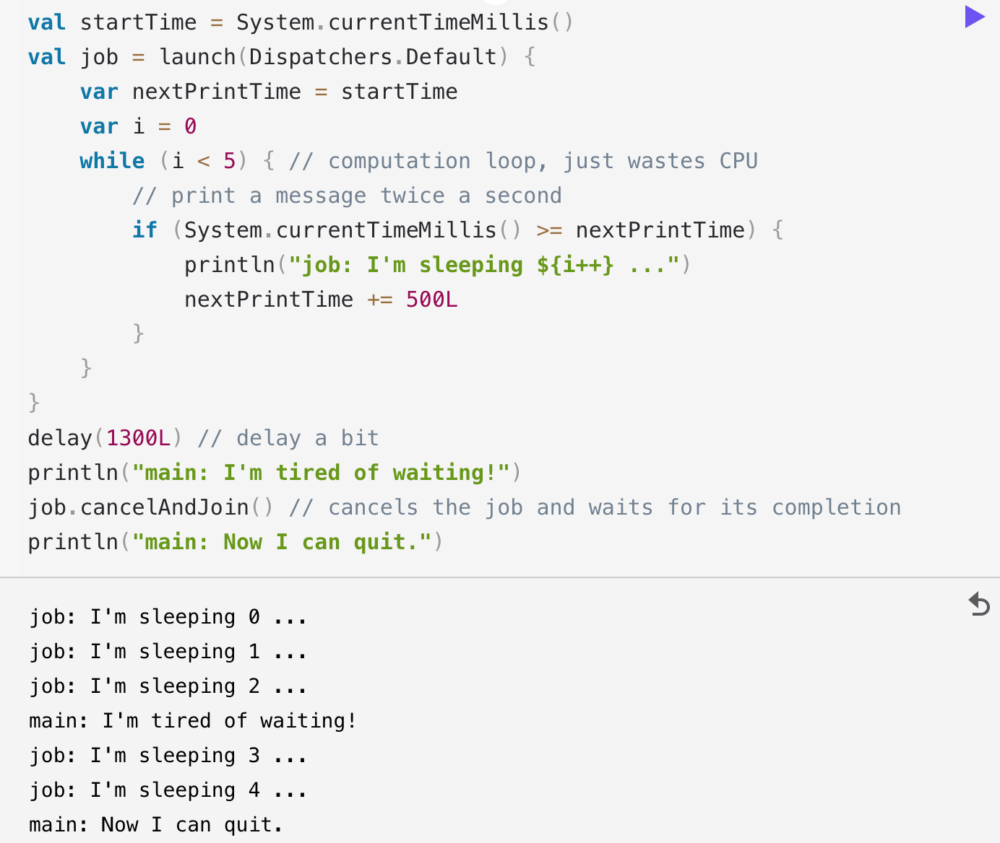 val startTime = System.currentTimeMillis()
val job = launch(Dispatchers.Default) {
    var nextPrintTime = startTime
    var i = 0
    while (i < 5) { // computation loop, just wastes CPU
        // print a message twice a second
        if (System.currentTimeMillis() >= nextPrintTime) {
            println("job: I'm sleeping ${i++} ...")
            nextPrintTime += 500L
        }
    }
}
delay(1300L) // delay a bit
println("main: I'm tired of waiting!")
job.cancelAndJoin() // cancels the job and waits for its completion
println("main: Now I can quit.")
job: I'm sleeping 0 ...
job: I'm sleeping 1 ...
job: I'm sleeping 2 ...
main: I'm tired of waiting!
job: I'm sleeping 3 ...
job: I'm sleeping 4 ...
main: Now I can quit.